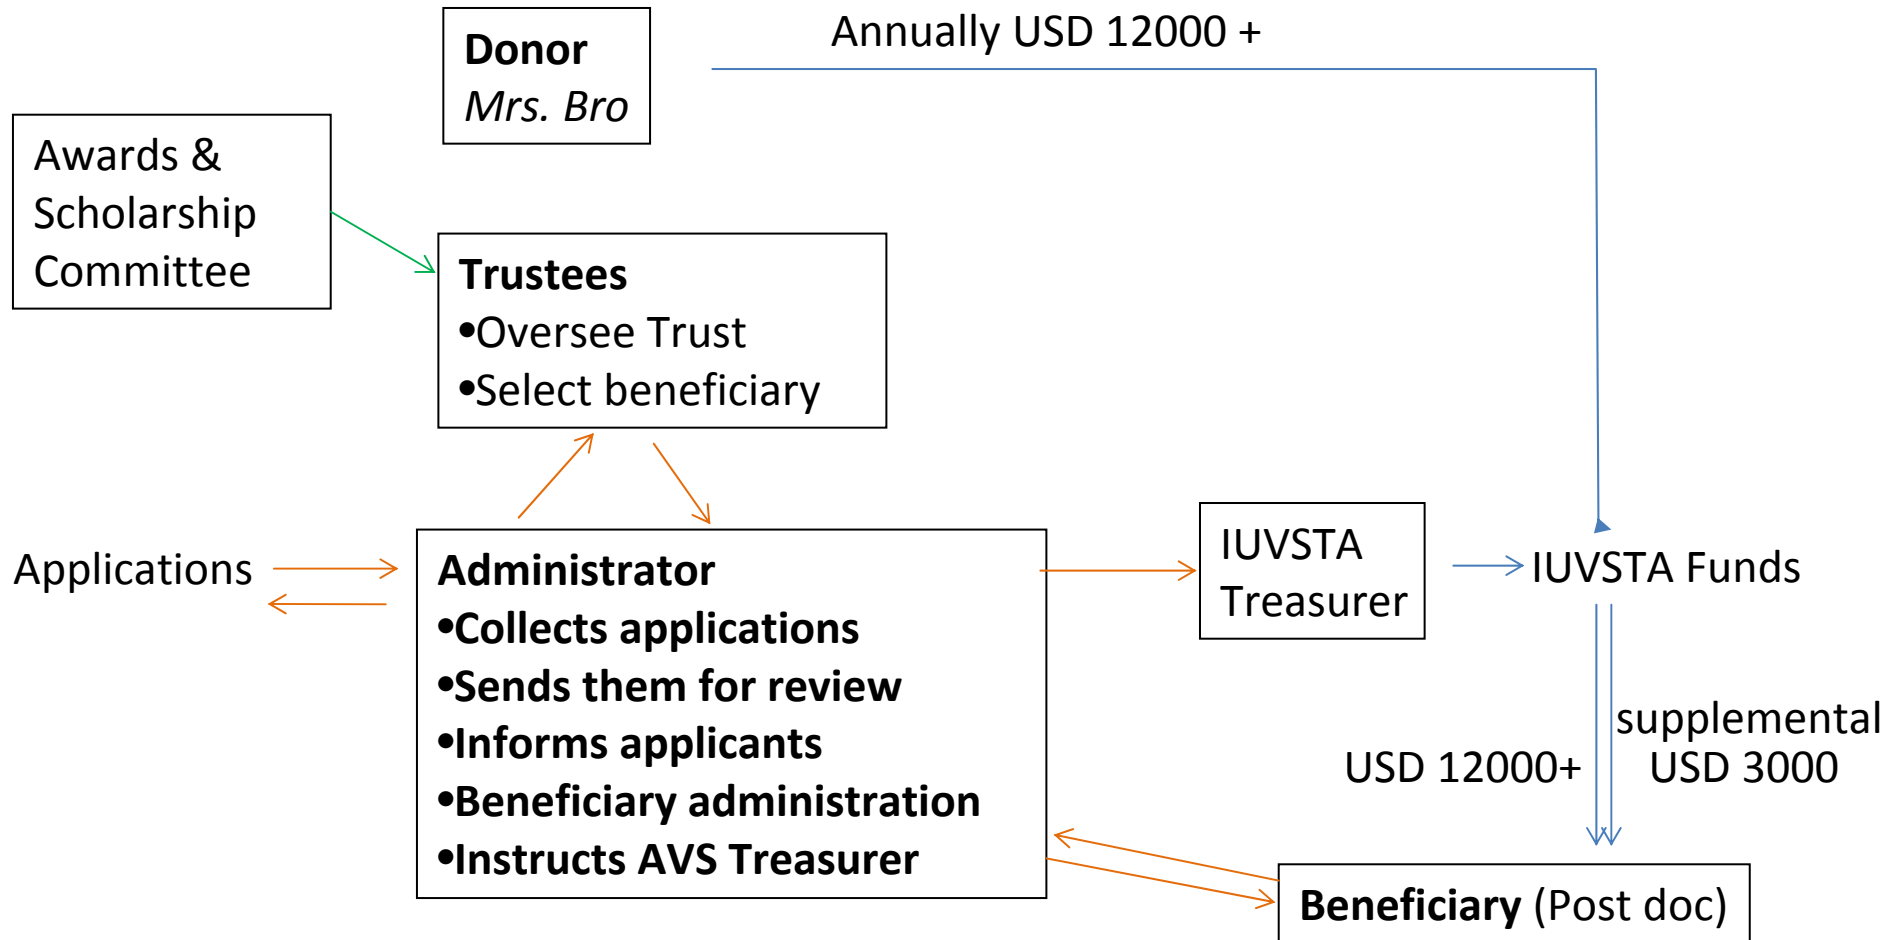 Donor
Mrs. Bro
Annually USD 12000 +
Awards &
Scholarship
Committee
Trustees
•Oversee Trust
•Select beneficiary
Applications
Administrator
•Collects applications
•Sends them for review
•Informs applicants
•Beneficiary administration
•Instructs AVS Treasurer
IUVSTA
Treasurer
IUVSTA Funds
USD 12000+
supplemental
USD 3000
Beneficiary (Post doc)